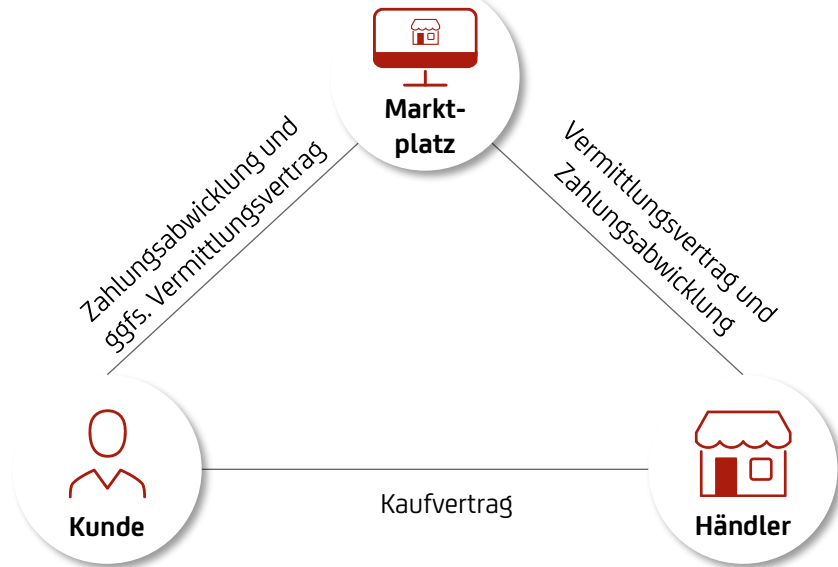 Markt-
platz
Zahlungsabwicklung und
ggfs. Vermittlungsvertrag
Vermittlungsvertrag und
Zahlungsabwicklung
Kunde
Kaufvertrag
Händler